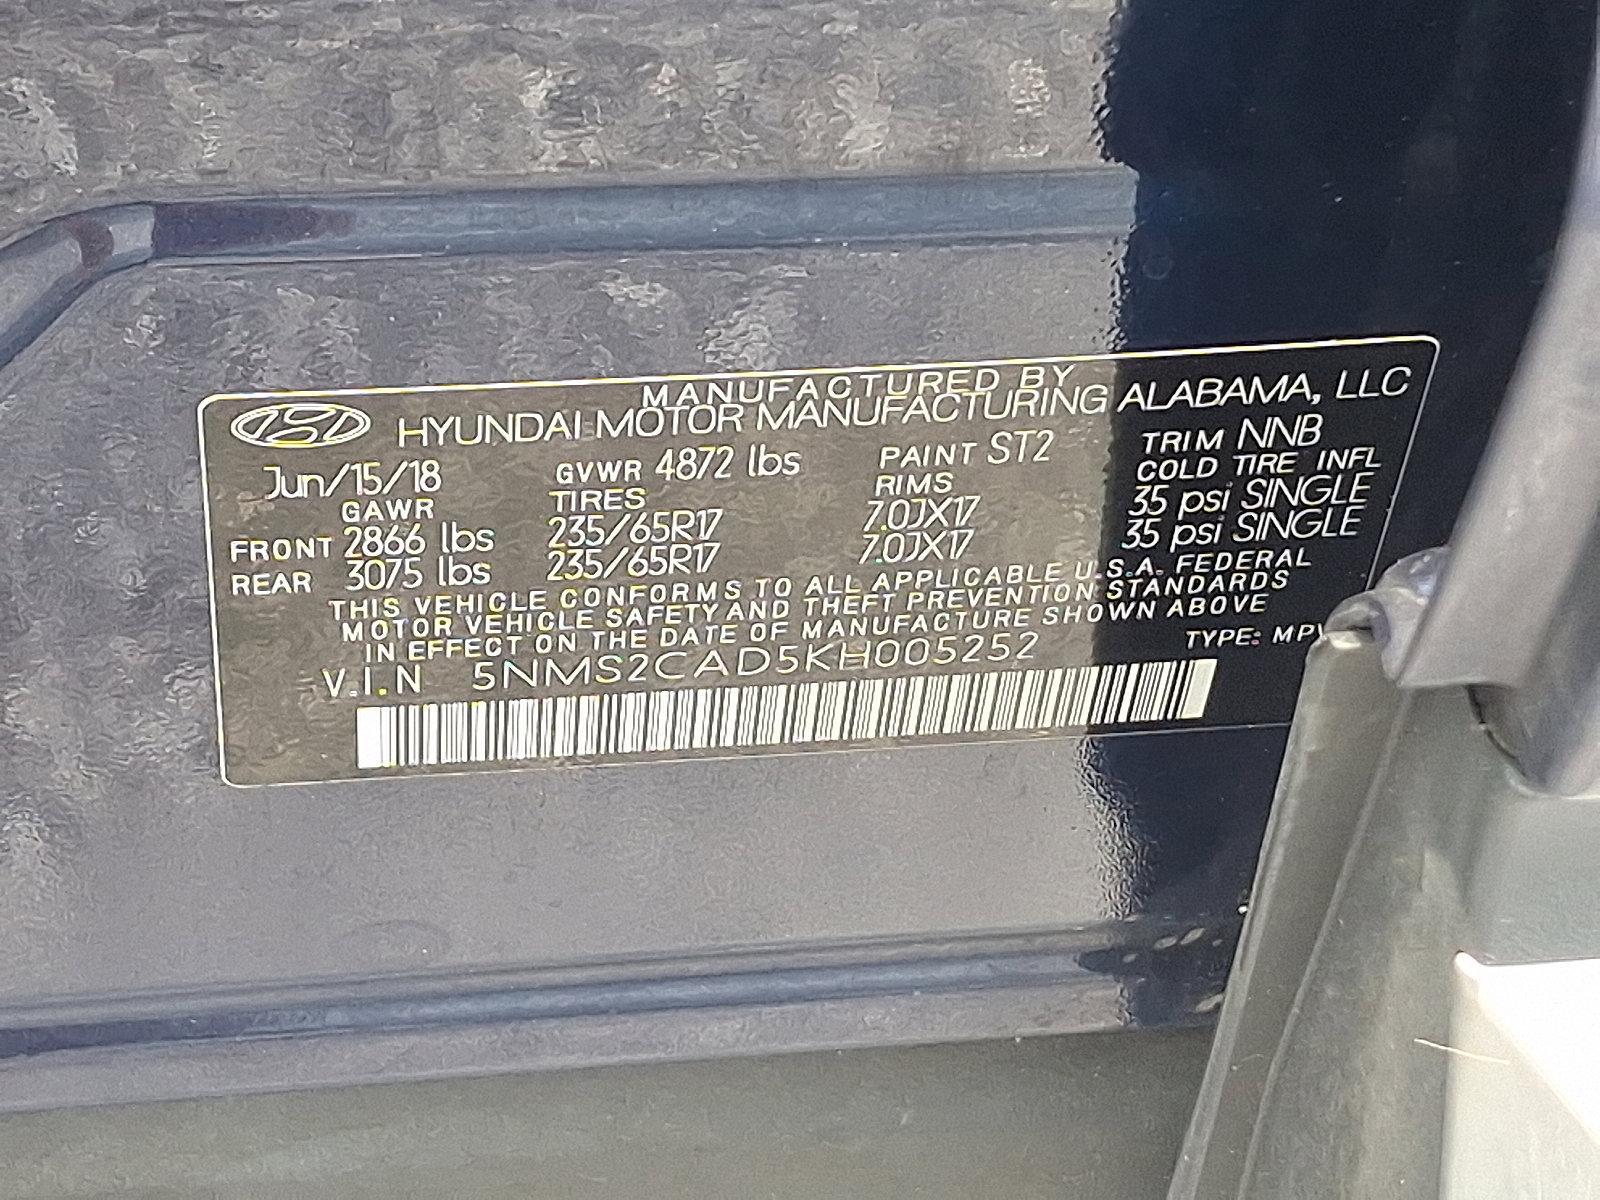 MANUFACTURED BY
HYUNDAI MOTOR MANUFACTURING ALABAMA, LLC
Jun/15/18 GVWR 4872 lbs PAINT ST2 TRIM NNB
GAWR TIRES RIMS COLD TIRE INFL
FRONT 2866 lbs 235/65R17 7.0JX17 35 psi SINGLE
REAR 3075 lbs 235/65R17 7.0JX17 35 psi SINGLE
THIS VEHICLE CONFORMS TO ALL APPLICABLE U.S.A. FEDERAL
MOTOR VEHICLE SAFETY AND THEFT PREVENTION STANDARDS
IN EFFECT ON THE DATE OF MANUFACTURE SHOWN ABOVE
V.I.N 5NMS2CAD5KH005252 TYPE: MPV